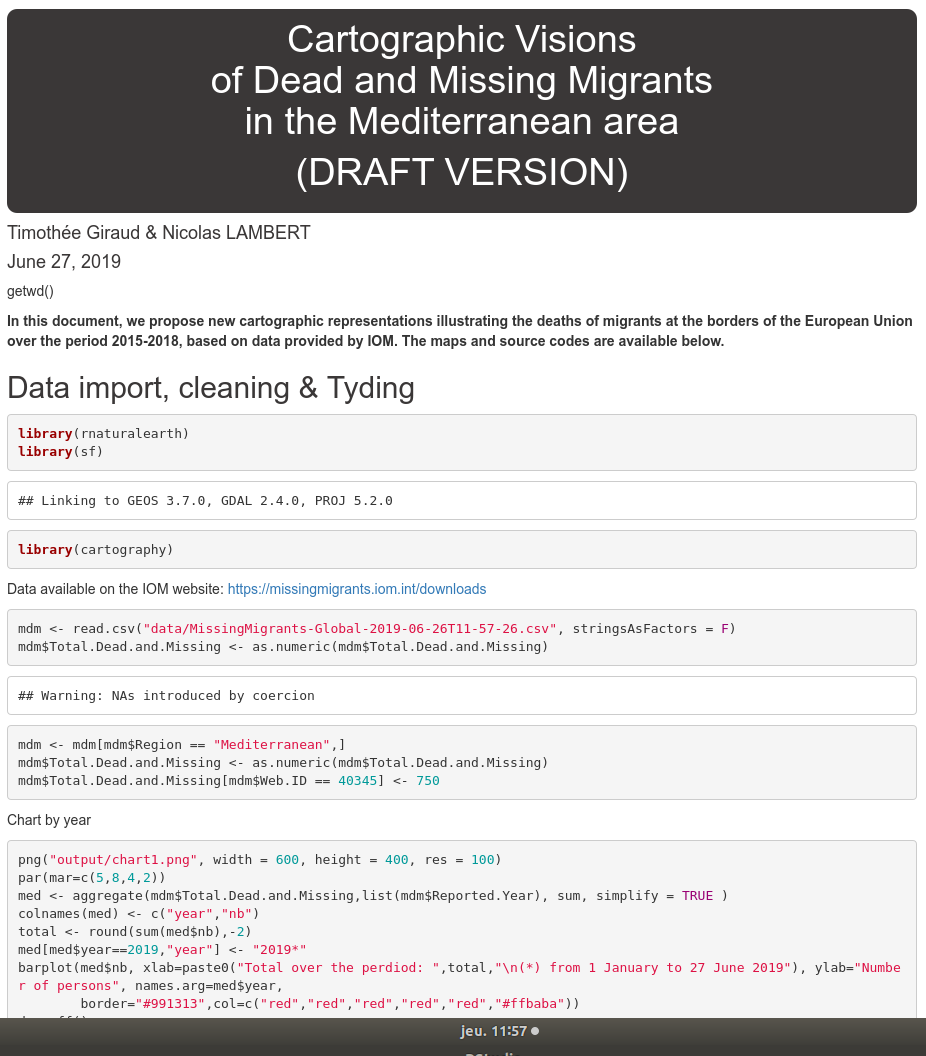 Cartographic Visions
of Dead and Missing Migrants
in the Mediterranean area
(DRAFT VERSION)
Timothée Giraud & Nicolas LAMBERT
June 27, 2019
getwd()
In this document, we propose new cartographic representations illustrating the deaths of migrants at the borders of the European Union
over the period 2015-2018, based on data provided by IOM. The maps and source codes are available below.
Data import, cleaning & Tyding
library(rnaturalearth)
library(sf)
## Linking to GEOS 3.7.0, GDAL 2.4.0, PROJ 5.2.0
library(cartography)
Data available on the IOM website: https://missingmigrants.iom.int/downloads
mdm <- read.csv("data/MissingMigrants-Global-2019-06-26T11-57-26.csv", stringsAsFactors = F)
mdm$Total.Dead.and.Missing <- as.numeric(mdm$Total.Dead.and.Missing)
## Warning: NAs introduced by coercion
mdm <- mdm[mdm$Region == "Mediterranean",]
mdm$Total.Dead.and.Missing <- as.numeric(mdm$Total.Dead.and.Missing)
mdm$Total.Dead.and.Missing[mdm$Web.ID == 40345] <- 750
Chart by year
png("output/chart1.png", width = 600, height = 400, res = 100)
par(mar=c(5,8,4,2))
med <- aggregate(mdm$Total.Dead.and.Missing,list(mdm$Reported.Year), sum, simplify = TRUE )
colnames(med) <- c("year","nb")
total <- round(sum(med$nb),-2)
med[med$year==2019,"year"] <- "2019*"
barplot(med$nb, xlab=paste0("Total over the perdiod: ",total,"\n(*) from 1 January to 27 June 2019"), ylab="Numbe
r of persons", names.arg=med$year,
border="#991313",col=c("red","red","red","red","red","#ffbaba"))
jeu. 11:57